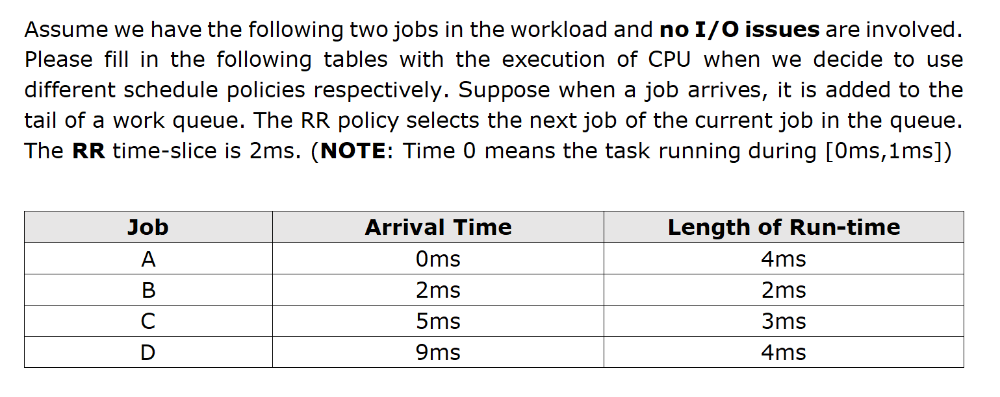 Assume we have the following two jobs in the workload and no I/O issues are involved.
Please fill in the following tables with the execution of CPU when we decide to use
different schedule policies respectively. Suppose when a job arrives, it is added to the
tail of a work queue. The RR policy selects the next job of the current job in the queue.
The RR time-slice is 2ms. (NOTE: Time 0 means the task running during [0ms,1ms])
Job Arrival Time Length of Run-time
A 0ms 4ms
B 2ms 2ms
C 5ms 3ms
D 9ms 4ms